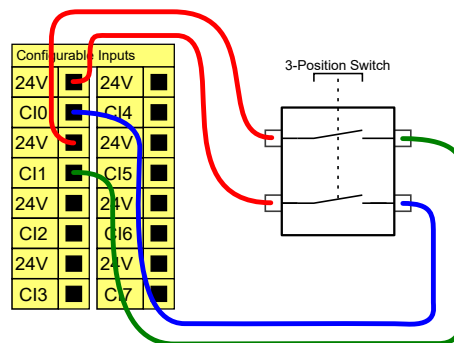 Configurable Inputs
3-Position Switch
24V 24V
CI0 CI4
24V 24V
CI1 CI5
24V 24V
CI2 CI6
24V 24V
CI3 CI7